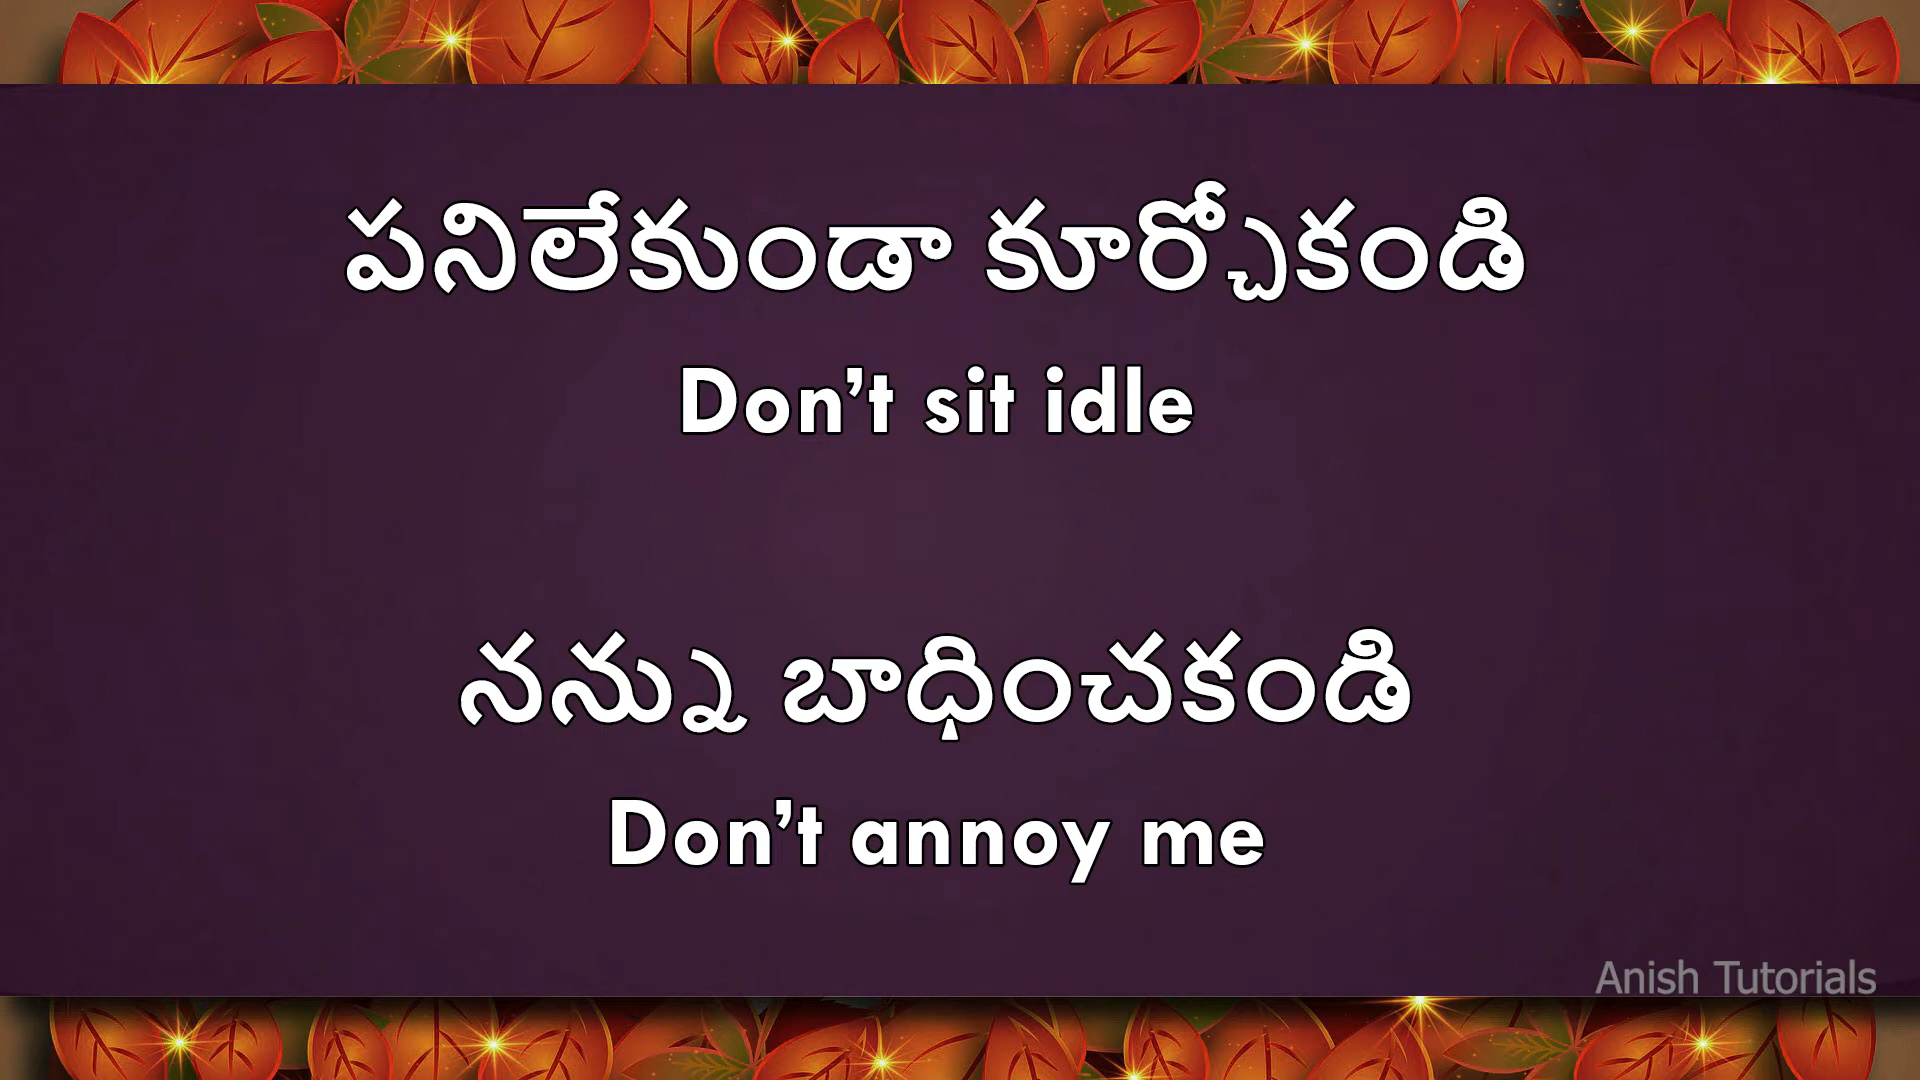 పనిలేకుండా కూర్చోకండి
Don’t sit idle
నన్ను బాధించకండి
Don’t annoy me
Anish Tutorials